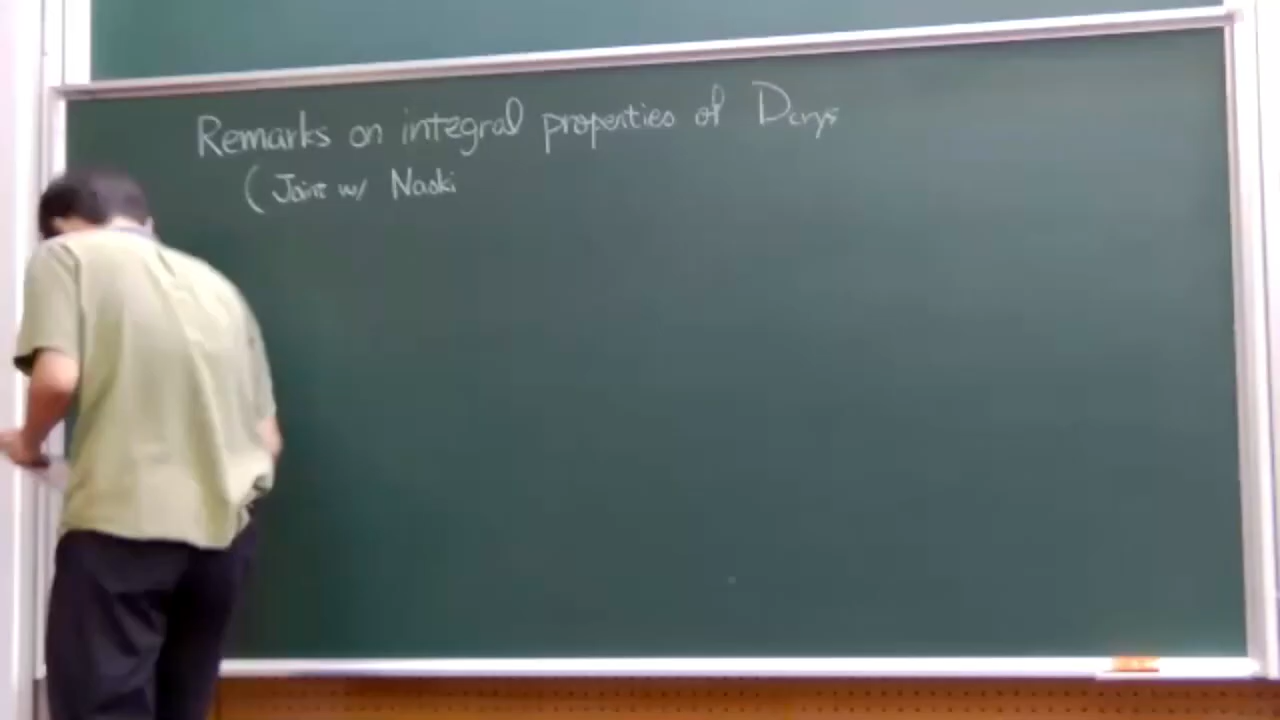 Remarks on integral properties of Dcrys
(Joint w/ Naoki